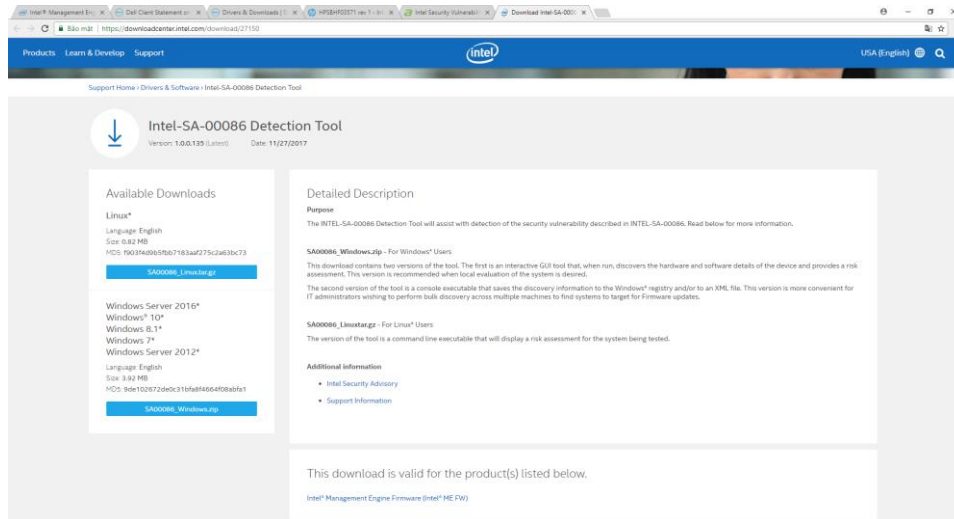 Intel® Management Eng
Dell Client Statement on
Drivers & Downloads |
HPSBHF03571 rev 1 - Int
Intel Security Vulnerabili
Download Intel-SA-0008
Bảo mật | https://downloadcenter.intel.com/download/27150
Products Learn & Develop Support
intel
USA (English)
Support Home › Drivers & Software › Intel-SA-00086 Detection Tool
Intel-SA-00086 Detection Tool
Version: 1.0.0.135 (Latest) Date: 11/27/2017
Available Downloads
Linux*
Language: English
Size: 0.82 MB
MD5:
SA00086_Linux.tar.gz
Windows Server 2016*
Windows® 10*
Windows 8.1*
Windows 7*
Windows Server 2012*
Language: English
Size: 3.92 MB
MD5: 9de102672de0c31bfa8f4664f08abfa1
SA00086_Windows.zip
Detailed Description
Purpose
The INTEL-SA-00086 Detection Tool will assist with detection of the security vulnerability described in INTEL-SA-00086. Read below for more information.
SA00086_Windows.zip - For Windows* Users
This download contains two versions of the tool. The first is an interactive GUI tool that, when run, discovers the hardware and software details of the device and provides a risk
assessment. This version is recommended when local evaluation of the system is desired.
The second version of the tool is a console executable that saves the discovery information to the Windows* registry and/or to an XML file. This version is more convenient for
IT administrators wishing to perform bulk discovery across multiple machines to find systems to target for Firmware updates.
SA00086_Linuxtar.gz - For Linux* Users
The version of the tool is a command line executable that will display a risk assessment for the system being tested.
Additional information
• Intel Security Advisory
• Support Information
This download is valid for the product(s) listed below.
Intel® Management Engine Firmware (Intel® ME FW)